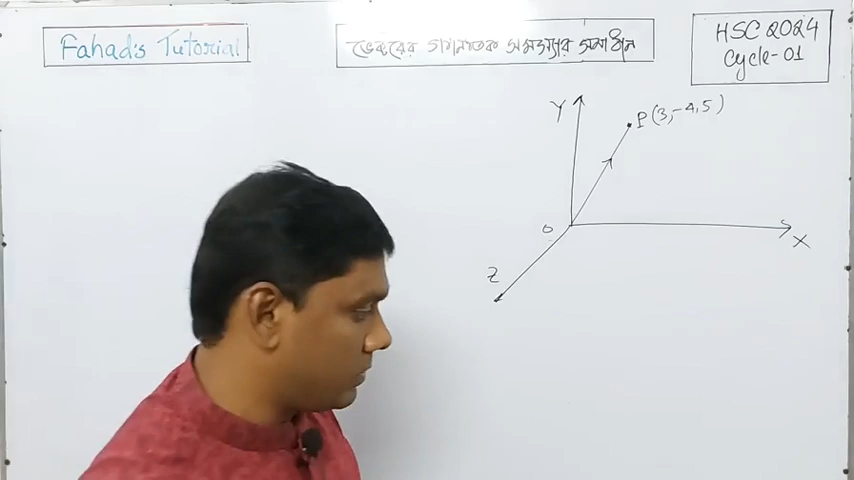 Fahad's Tutorial
ভেক্টরের গাণিতিক সমস্যার সমাধান
HSC 2024
Cycle-01
Y
P(3,-4,5)
O
X
Z